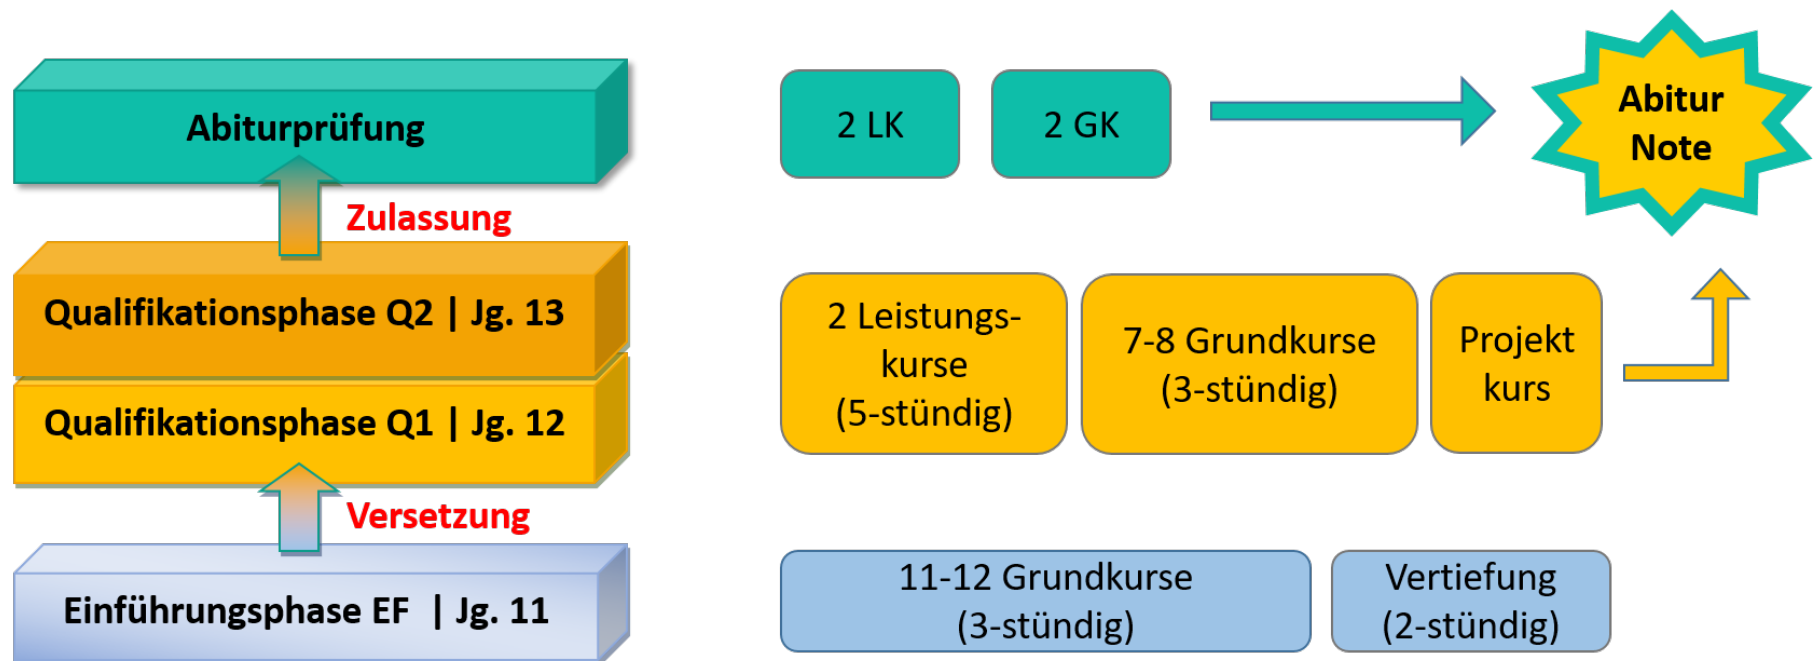 Abiturprüfung
2 LK
2 GK
Abitur
Note
Zulassung
Qualifikationsphase Q2 | Jg. 13
Qualifikationsphase Q1 | Jg. 12
2 Leistungs-
kurse
(5-stündig)
7-8 Grundkurse
(3-stündig)
Projekt
kurs
Versetzung
Einführungsphase EF | Jg. 11
11-12 Grundkurse
(3-stündig)
Vertiefung
(2-stündig)